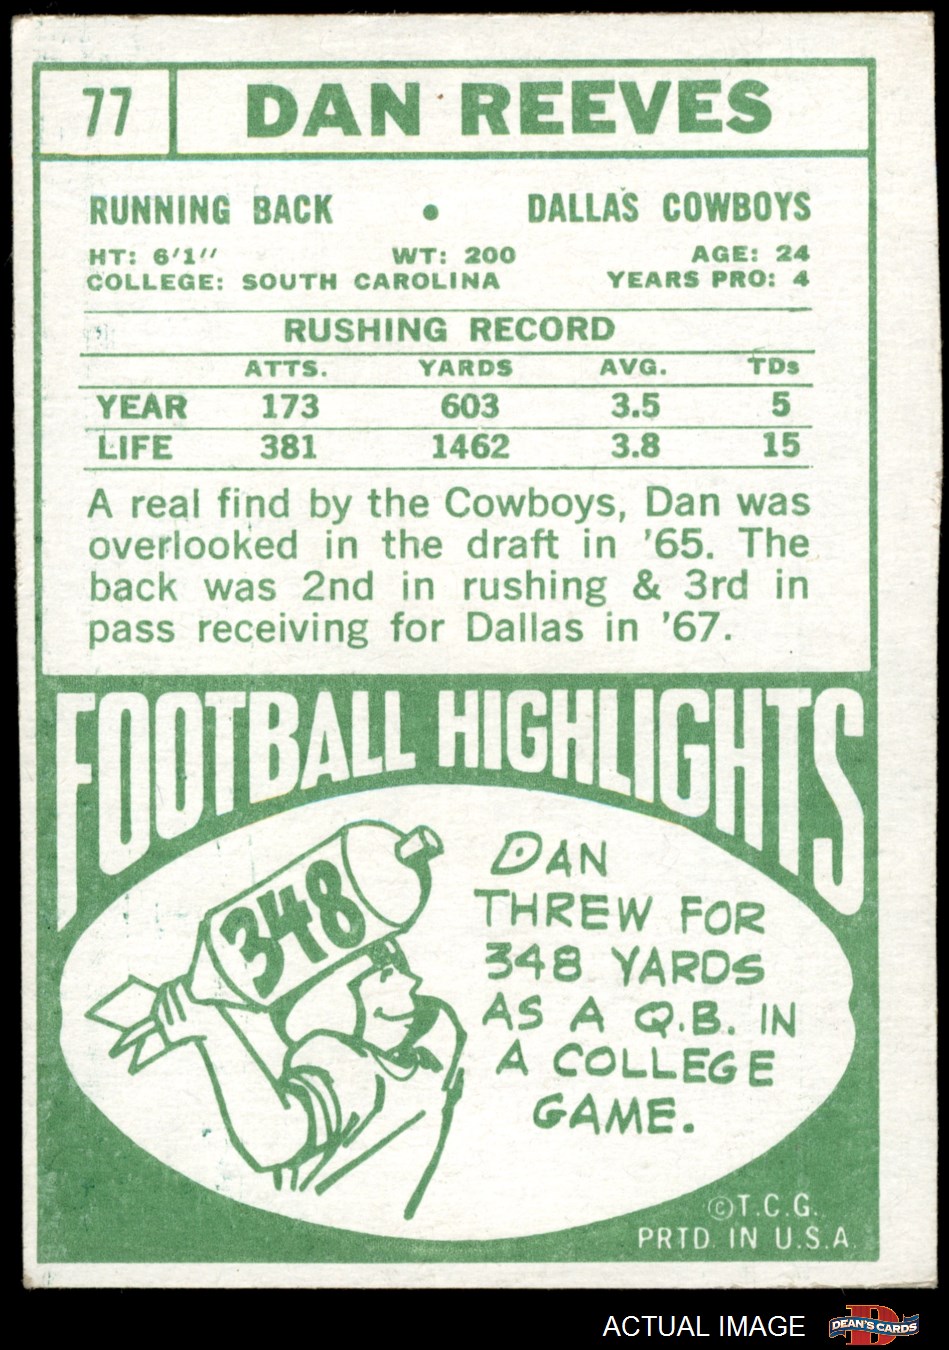 77 DAN REEVES
RUNNING BACK • DALLAS COWBOYS
HT: 6'1" WT: 200 AGE: 24
COLLEGE: SOUTH CAROLINA YEARS PRO: 4
RUSHING RECORD
ATTS. YARDS AVG. TDs
YEAR 173 603 3.5 5
LIFE 381 1462 3.8 15
A real find by the Cowboys, Dan was
overlooked in the draft in '65. The
back was 2nd in rushing & 3rd in
pass receiving for Dallas in '67.
FOOTBALL HIGHLIGHTS
348
DAN
THREW FOR
348 YARDS
AS A Q.B. IN
A COLLEGE
GAME.
©T.C.G.
PRTD. IN U.S.A.
ACTUAL IMAGE D DEAN'S CARDS